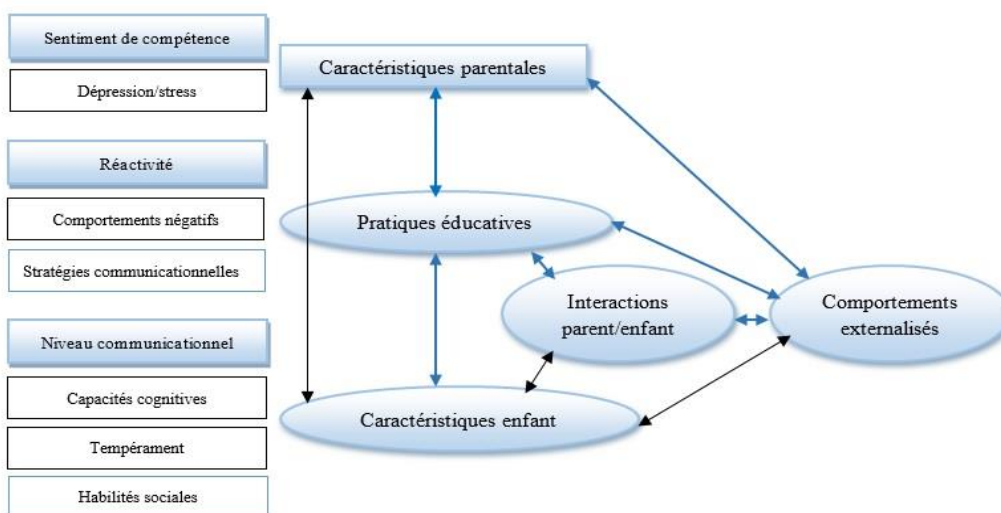 Sentiment de compétence
Dépression/stress
Réactivité
Comportements négatifs
Stratégies communicationnelles
Niveau communicationnel
Capacités cognitives
Tempérament
Habilités sociales
Caractéristiques parentales
Pratiques éducatives
Interactions
parent/enfant
Comportements
externalisés
Caractéristiques enfant